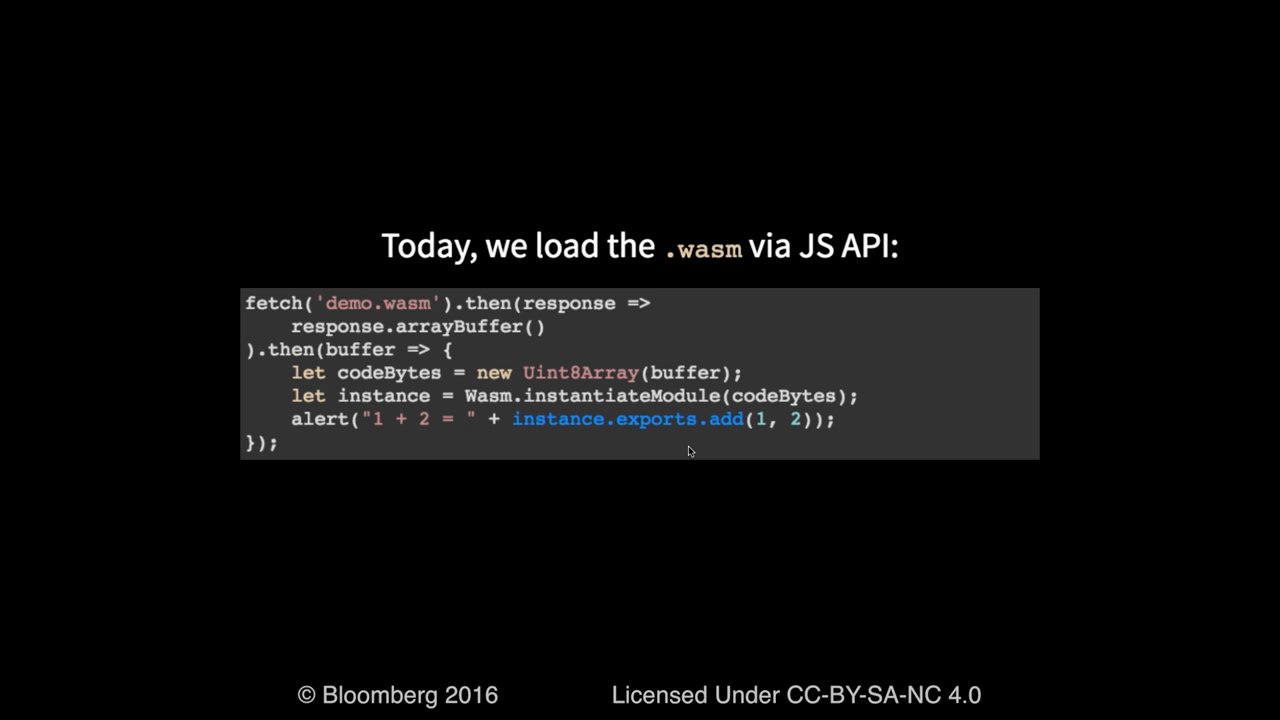 Today, we load the .wasm via JS API:
fetch('demo.wasm').then(response =>
    response.arrayBuffer()
).then(buffer => {
    let codeBytes = new Uint8Array(buffer);
    let instance = Wasm.instantiateModule(codeBytes);
    alert("1 + 2 = " + instance.exports.add(1, 2));
});
© Bloomberg 2016 Licensed Under CC-BY-SA-NC 4.0